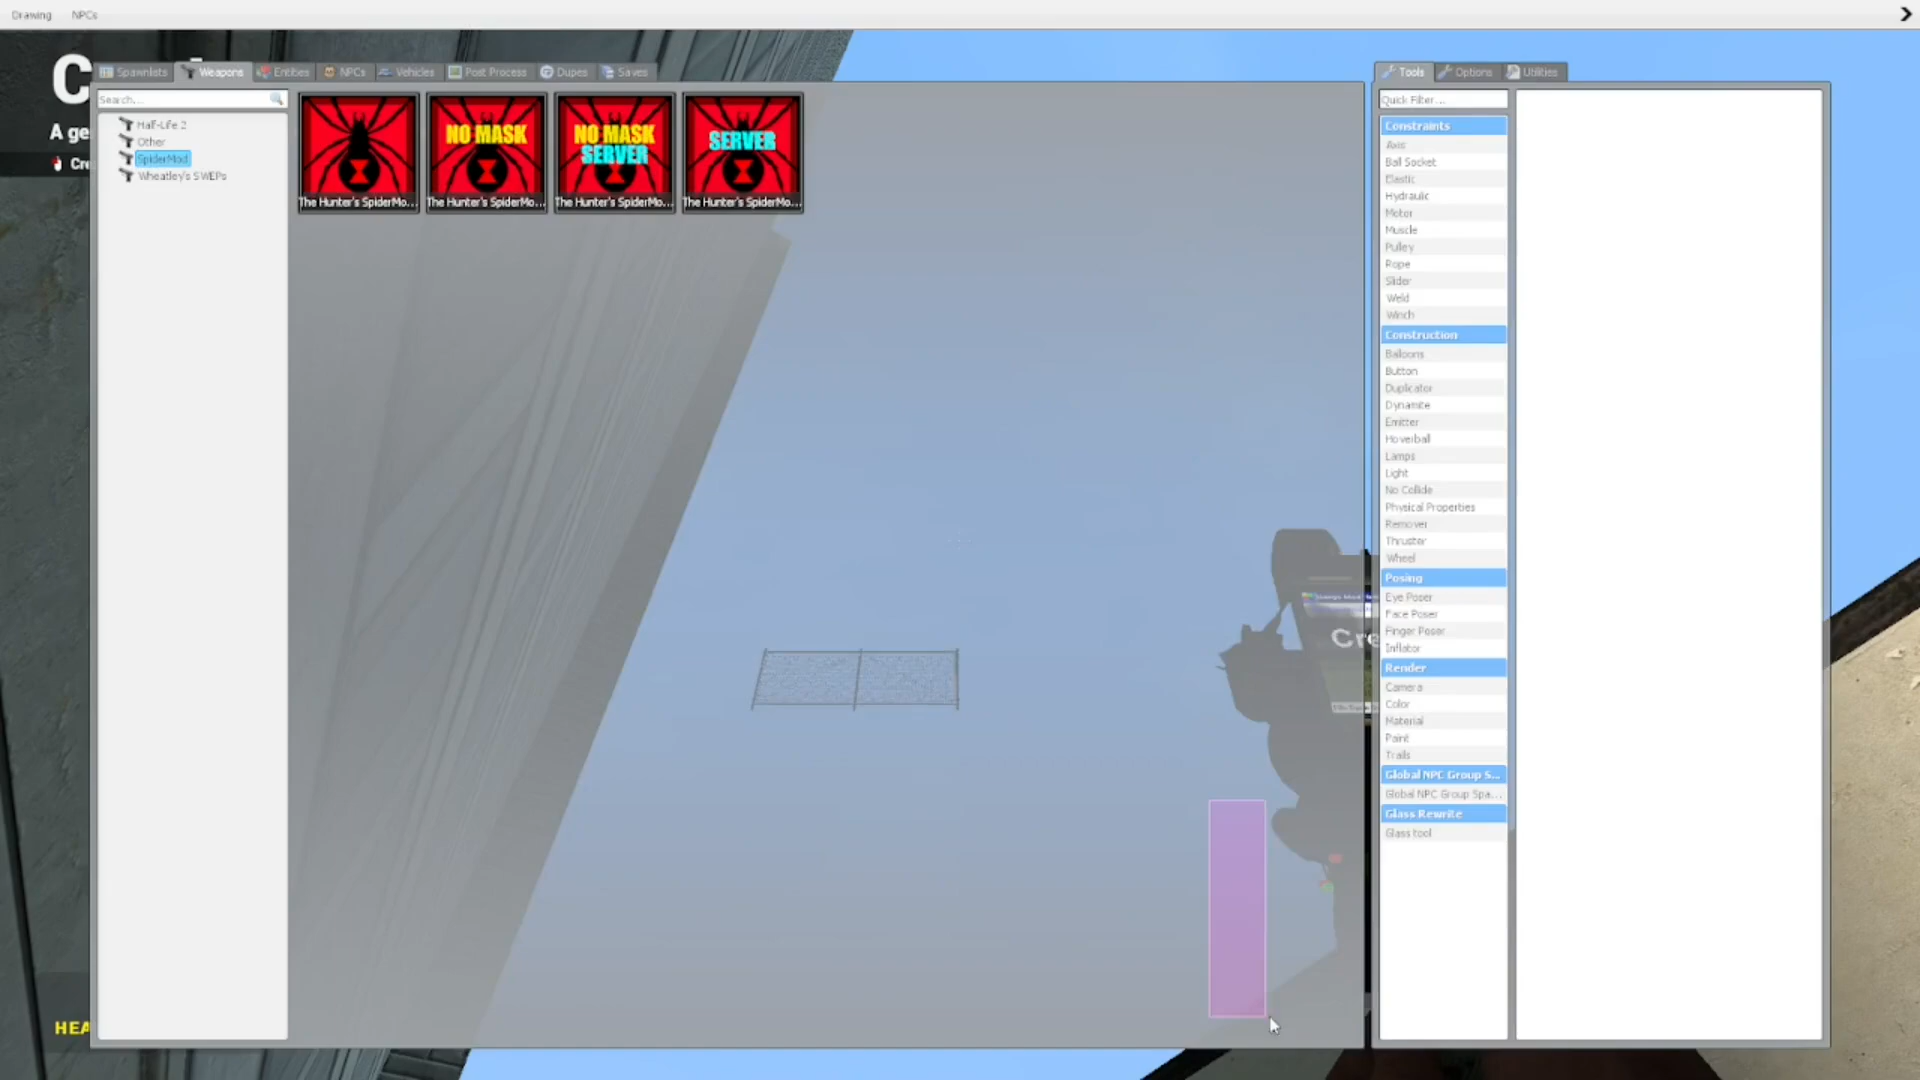 Drawing NPCs
C
A ge
Cre
HEA
Spawnlists Weapons Entities NPCs Vehicles Post Process Dupes Saves
Search...
Half-Life 2
Other
SpiderMod
Wheatley's SWEPs
The Hunter's SpiderMo...
NO MASK
The Hunter's SpiderMo...
NO MASK
SERVER
The Hunter's SpiderMo...
SERVER
The Hunter's SpiderMo...
Cre
Tools Options Utilities
Quick Filter...
Constraints
Axis
Ball Socket
Elastic
Hydraulic
Motor
Muscle
Pulley
Rope
Slider
Weld
Winch
Construction
Balloons
Button
Duplicator
Dynamite
Emitter
Hoverball
Lamps
Light
No Collide
Physical Properties
Remover
Thruster
Wheel
Posing
Eye Poser
Face Poser
Finger Poser
Inflator
Render
Camera
Color
Material
Paint
Trails
Global NPC Group S...
Global NPC Group Spa...
Glass Rewrite
Glass tool